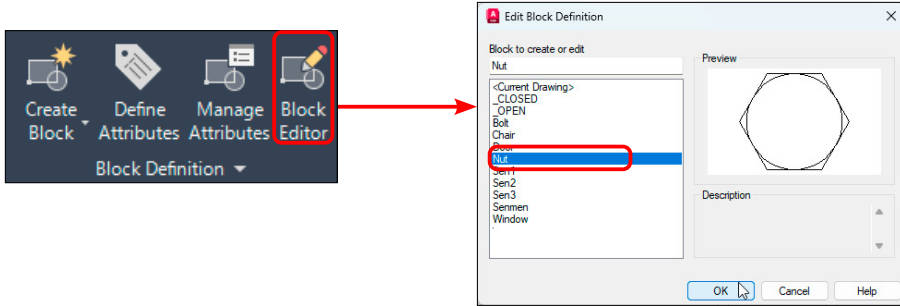 Create
Block
Define
Attributes
Manage
Attributes
Block
Editor
Block Definition
Edit Block Definition
Block to create or edit
Nut
<Current Drawing>
_CLOSED
_OPEN
Bolt
Chair
Door
Nut
Sen1
Sen2
Sen3
Senmen
Window
Preview
Description
OK
Cancel
Help